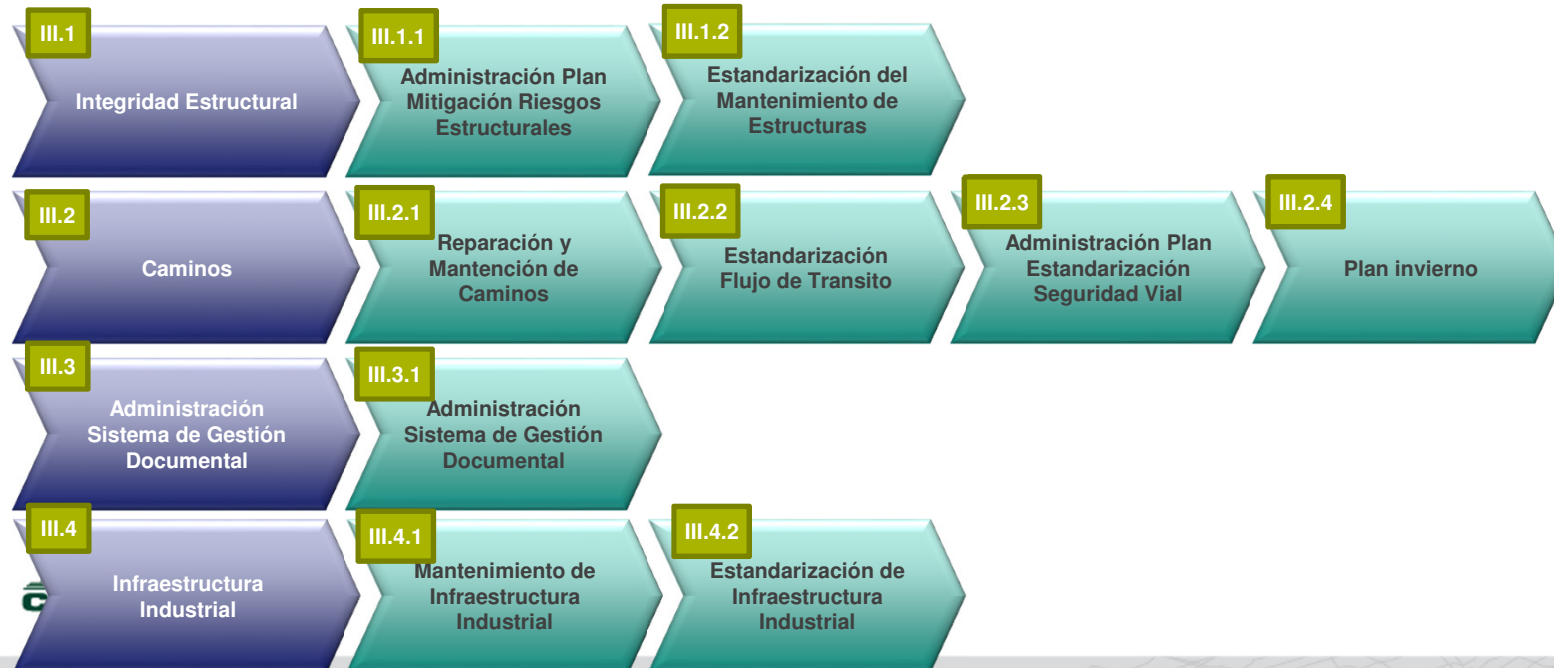 III.1
Integridad Estructural
III.1.1
Administración Plan
Mitigación Riesgos
Estructurales
III.1.2
Estandarización del
Mantenimiento de
Estructuras
III.2
Caminos
III.2.1
Reparación y
Mantención de
Caminos
III.2.2
Estandarización
Flujo de Transito
III.2.3
Administración Plan
Estandarización
Seguridad Vial
III.2.4
Plan invierno
III.3
Administración
Sistema de Gestión
Documental
III.3.1
Administración
Sistema de Gestión
Documental
III.4
Infraestructura
Industrial
III.4.1
Mantenimiento de
Infraestructura
Industrial
III.4.2
Estandarización de
Infraestructura
Industrial